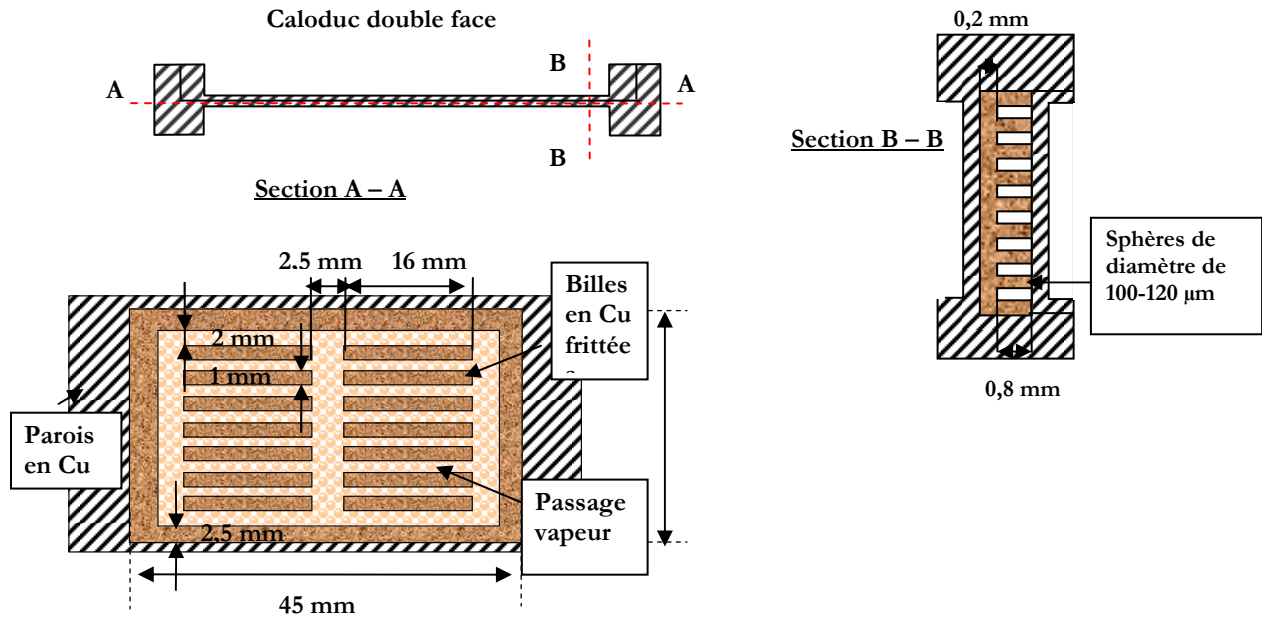 Caloduc double face
A
B
B
A
Section A – A
2.5 mm
16 mm
Billes
en Cu
frittée
s
2 mm
1 mm
Parois
en Cu
Passage
vapeur
2,5 mm
45 mm
0,2 mm
Section B – B
Sphères de
diamètre de
100-120 µm
0,8 mm